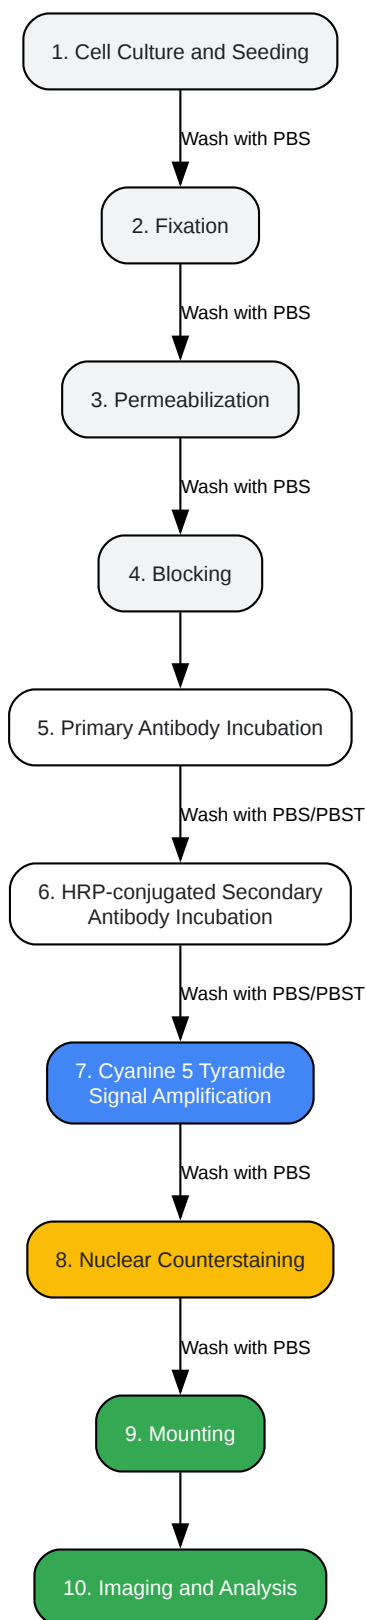 1. Cell Culture and Seeding
Wash with PBS
2. Fixation
Wash with PBS
3. Permeabilization
Wash with PBS
4. Blocking
5. Primary Antibody Incubation
Wash with PBS/PBST
6. HRP-conjugated Secondary
Antibody Incubation
Wash with PBS/PBST
7. Cyanine 5 Tyramide
Signal Amplification
Wash with PBS
8. Nuclear Counterstaining
Wash with PBS
9. Mounting
10. Imaging and Analysis